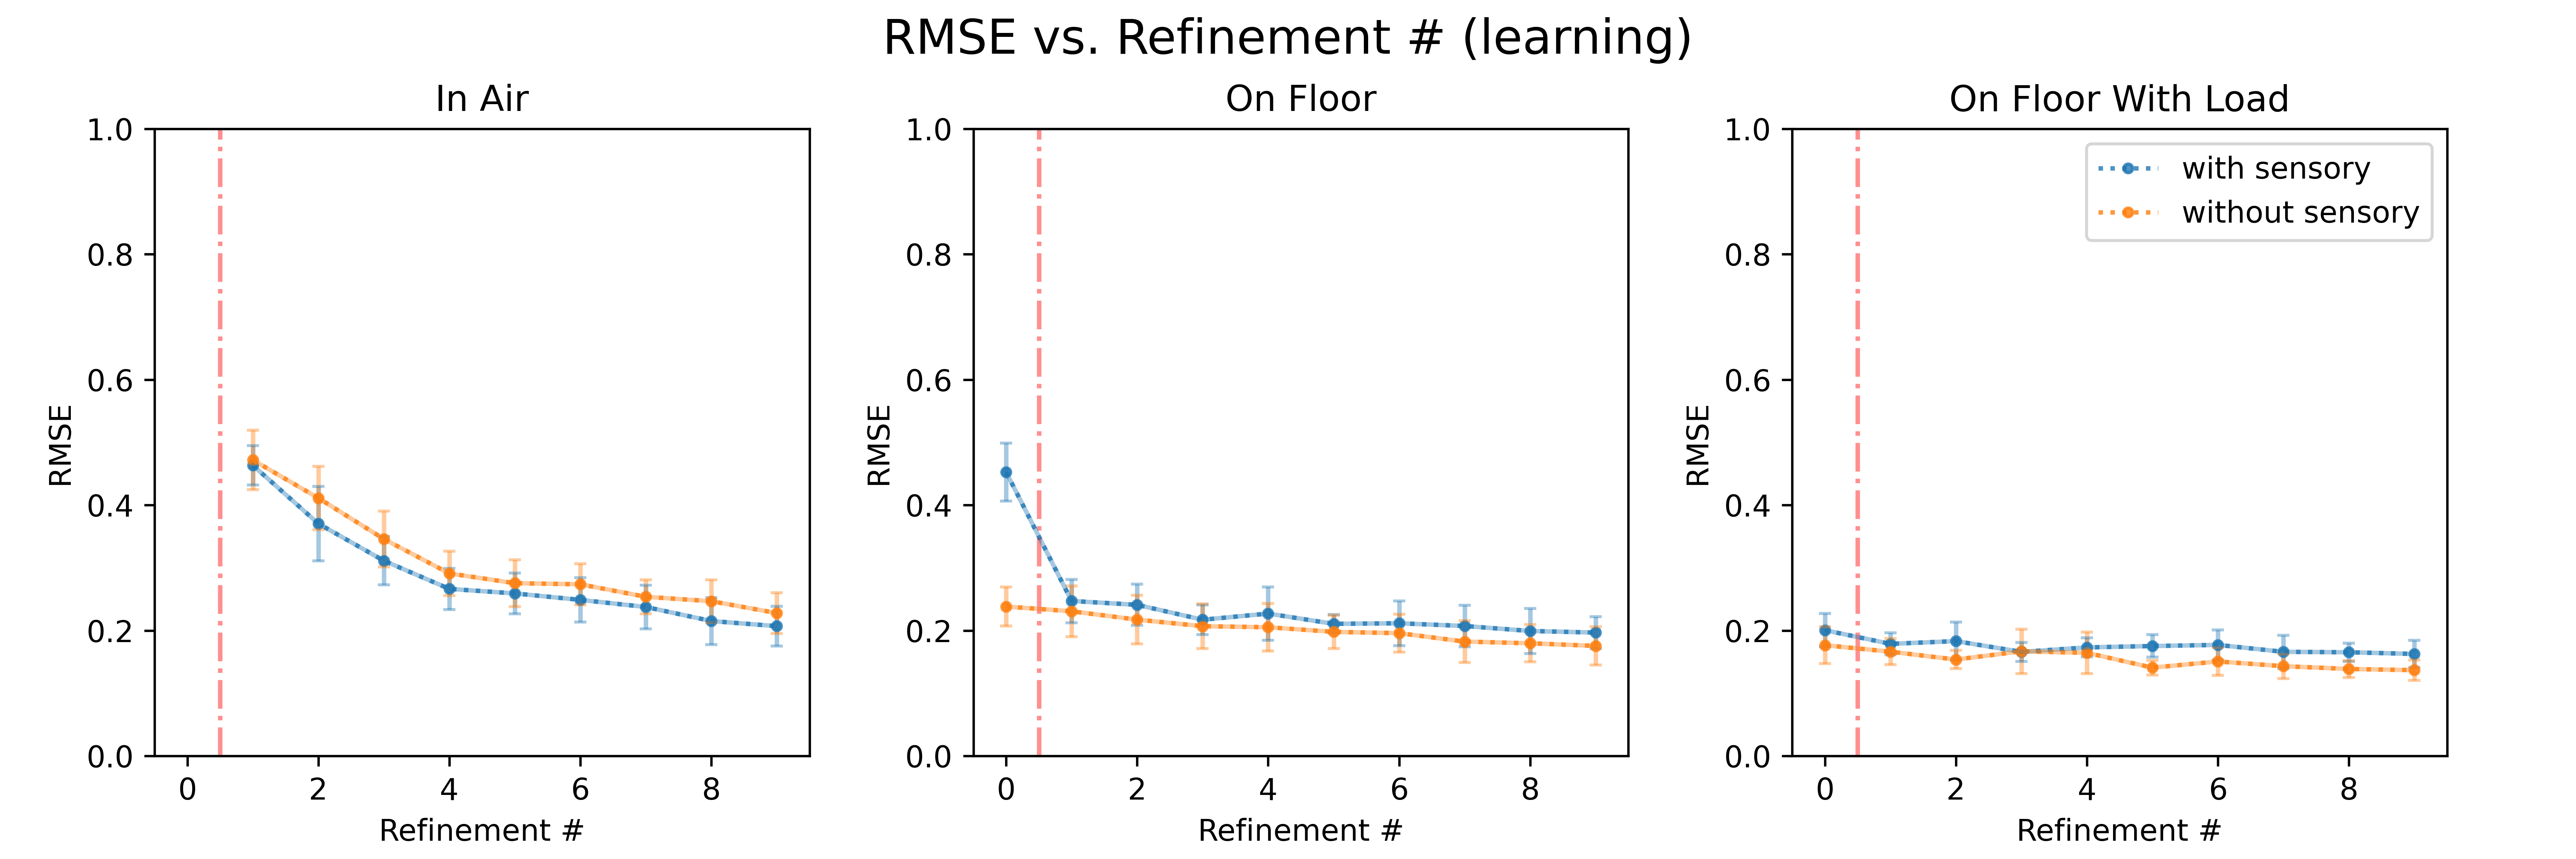 RMSE vs. Refinement # (learning)
In Air
1.0
0.8
0.6
0.4
0.2
0.0
RMSE
0 2 4 6 8
Refinement #
On Floor
1.0
0.8
0.6
0.4
0.2
0.0
RMSE
0 2 4 6 8
Refinement #
On Floor With Load
with sensory
without sensory
1.0
0.8
0.6
0.4
0.2
0.0
RMSE
0 2 4 6 8
Refinement #